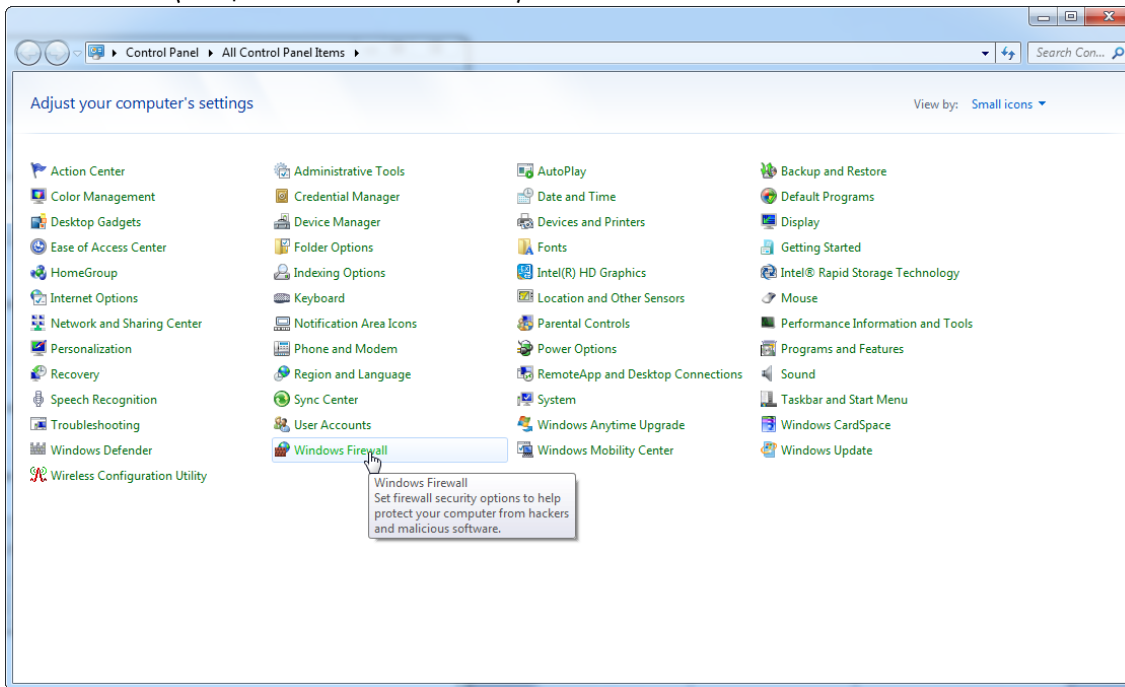 Control Panel All Control Panel Items
Search Con...
Adjust your computer's settings
View by: Small icons
Action Center
Administrative Tools
AutoPlay
Backup and Restore
Color Management
Credential Manager
Date and Time
Default Programs
Desktop Gadgets
Device Manager
Devices and Printers
Display
Ease of Access Center
Folder Options
Fonts
Getting Started
HomeGroup
Indexing Options
Intel(R) HD Graphics
Intel® Rapid Storage Technology
Internet Options
Keyboard
Location and Other Sensors
Mouse
Network and Sharing Center
Notification Area Icons
Parental Controls
Performance Information and Tools
Personalization
Phone and Modem
Power Options
Programs and Features
Recovery
Region and Language
RemoteApp and Desktop Connections
Sound
Speech Recognition
Sync Center
System
Taskbar and Start Menu
Troubleshooting
User Accounts
Windows Anytime Upgrade
Windows CardSpace
Windows Defender
Windows Firewall
Windows Mobility Center
Windows Update
Wireless Configuration Utility
Windows Firewall
Set firewall security options to help
protect your computer from hackers
and malicious software.